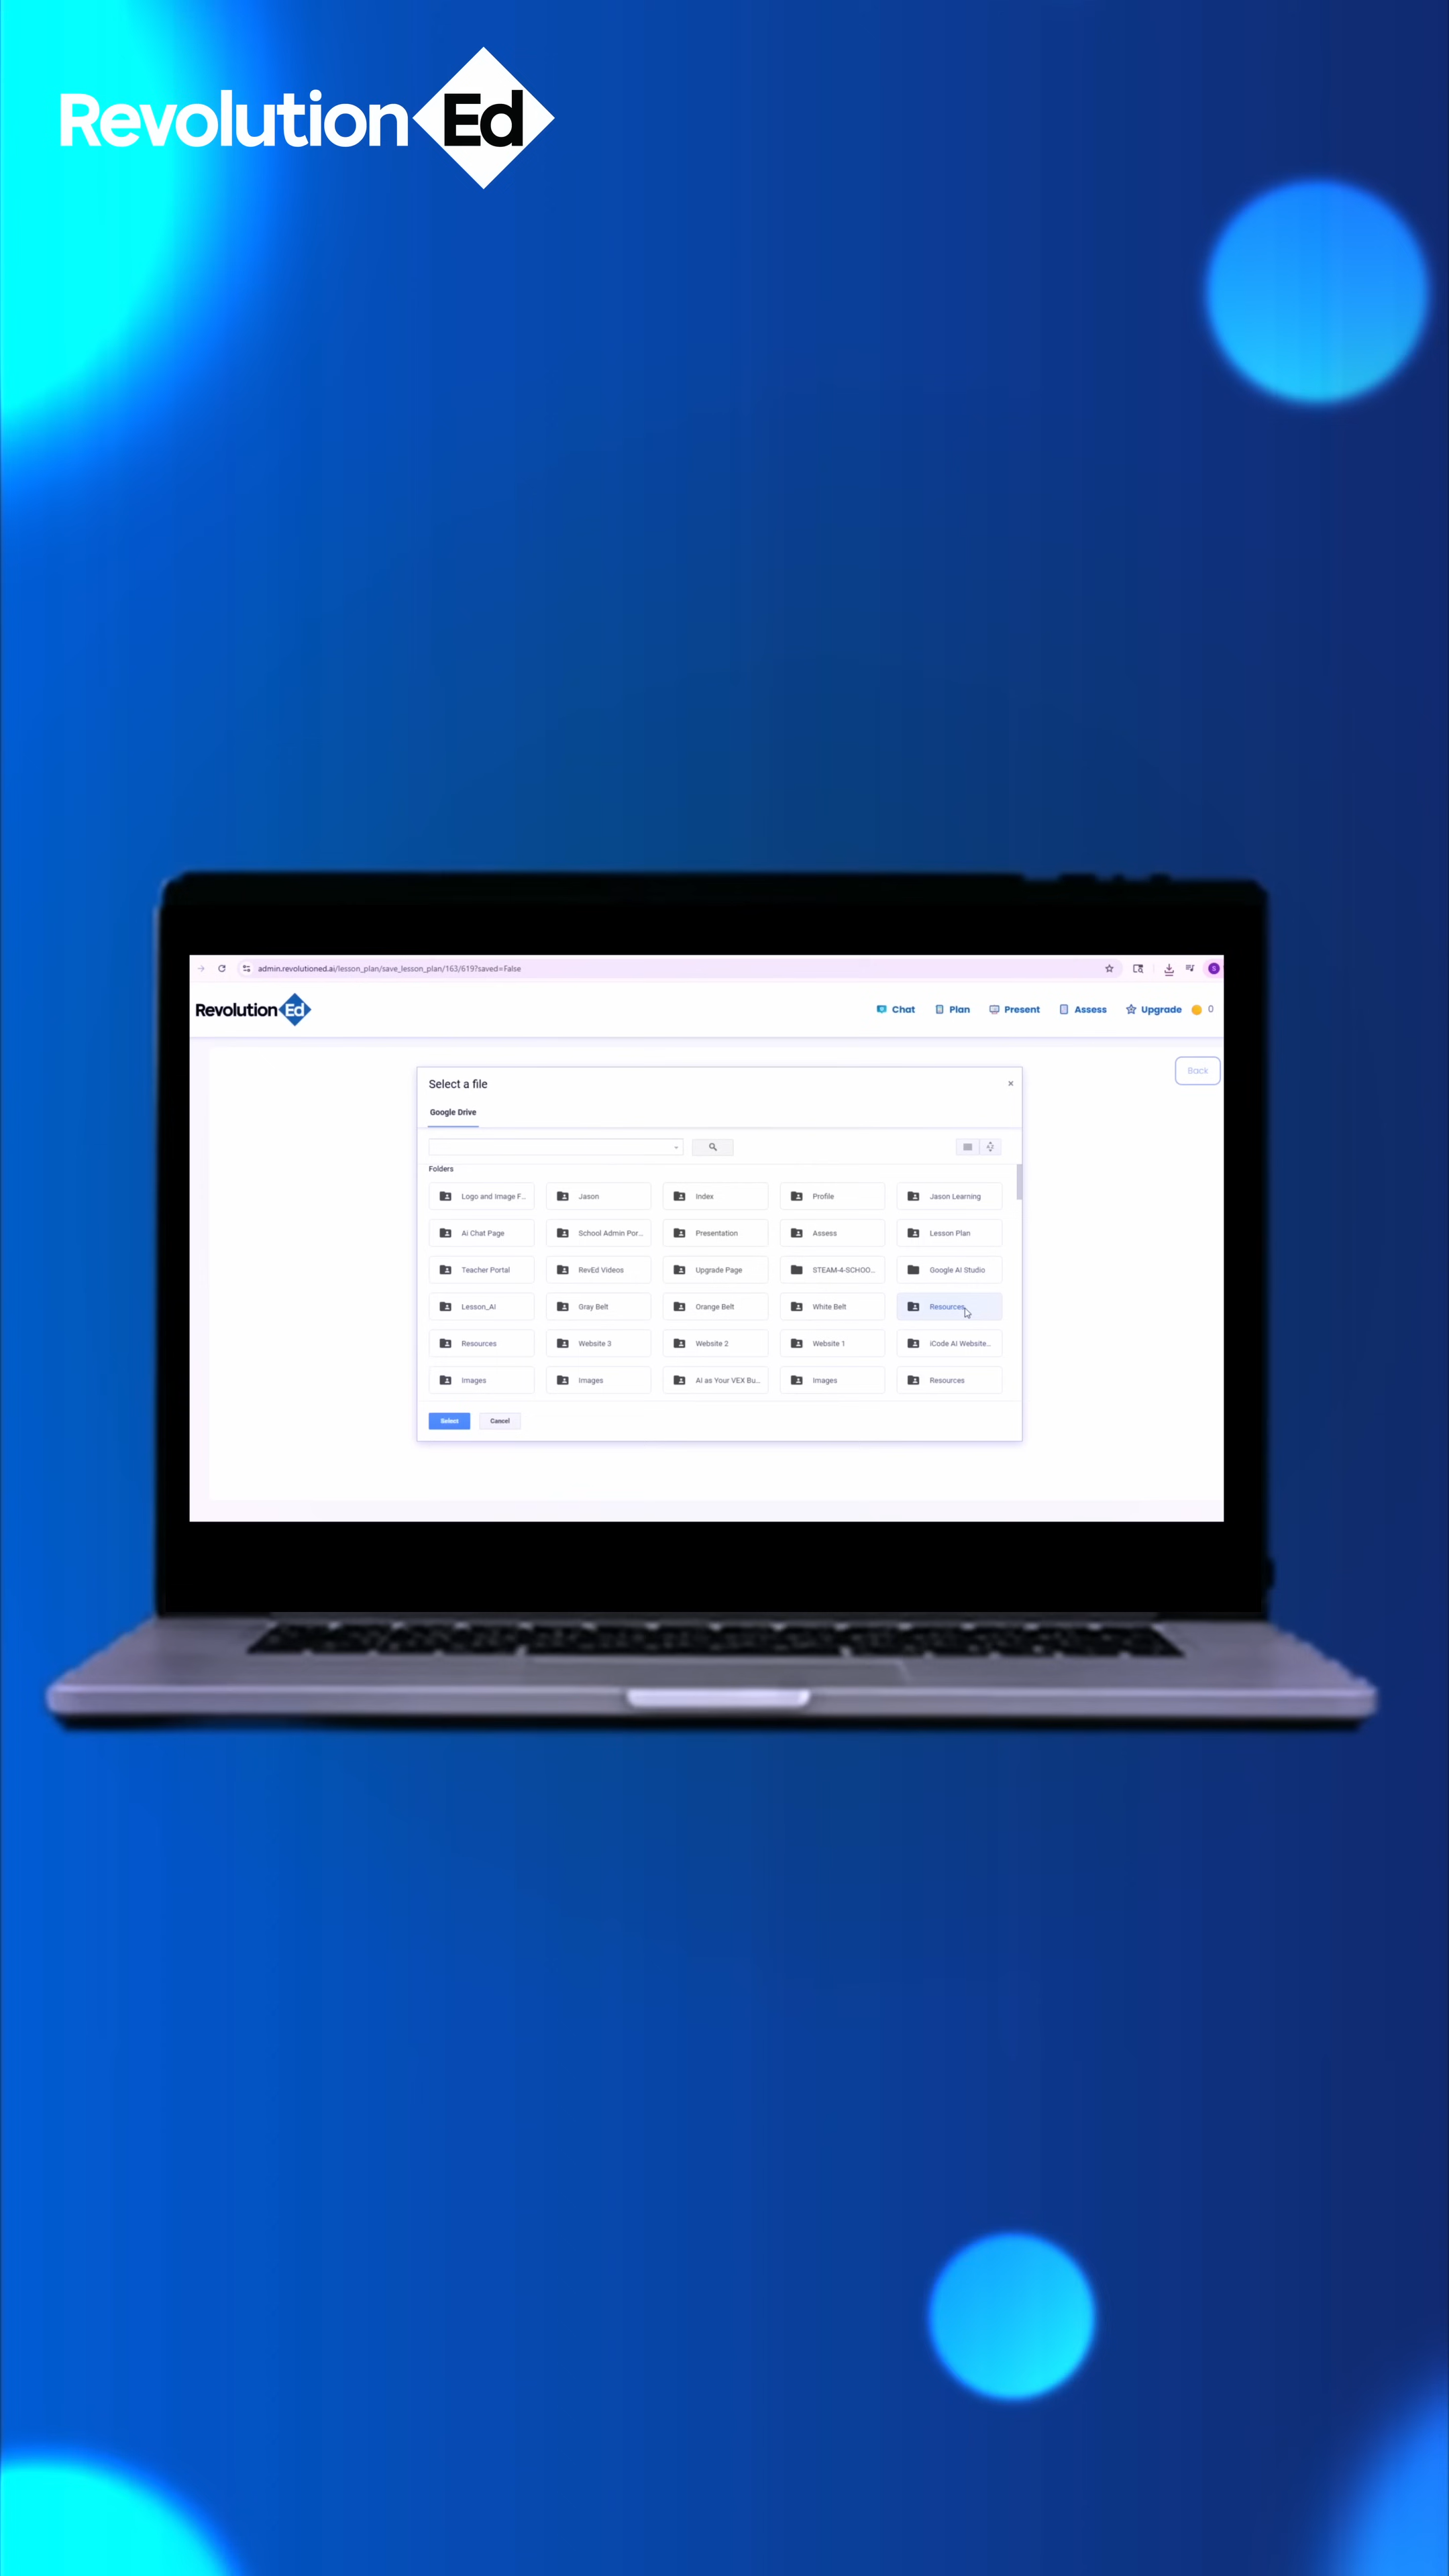 Revolution Ed
admin.revolutioned.ai/lesson_plan/save_lesson_plan/163/619?saved=False
S
Revolution Ed
Chat Plan Present Assess Upgrade 0
Back
Select a file
×
Google Drive
Folders
Logo and Image F... Jason Index Profile Jason Learning
Ai Chat Page School Admin Por... Presentation Assess Lesson Plan
Teacher Portal RevEd Videos Upgrade Page STEAM-4-SCHOO... Google AI Studio
Lesson_AI Gray Belt Orange Belt White Belt Resources
Resources Website 3 Website 2 Website 1 iCode AI Website...
Images Images AI as Your VEX Bu... Images Resources
Select Cancel